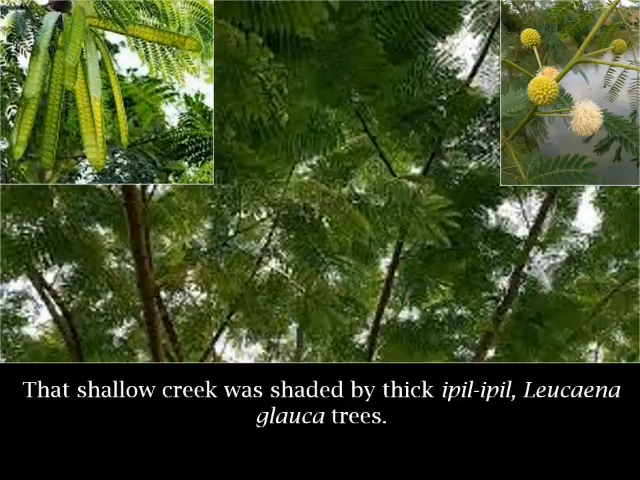 That shallow creek was shaded by thick ipil-ipil, Leucaena
glauca trees.